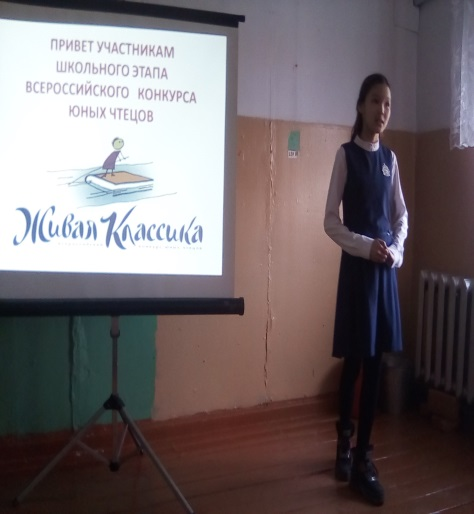 ПРИВЕТ УЧАСТНИКАМ
ШКОЛЬНОГО ЭТАПА
ВСЕРОССИЙСКОГО КОНКУРСА
ЮНЫХ ЧТЕЦОВ
Живая Классика